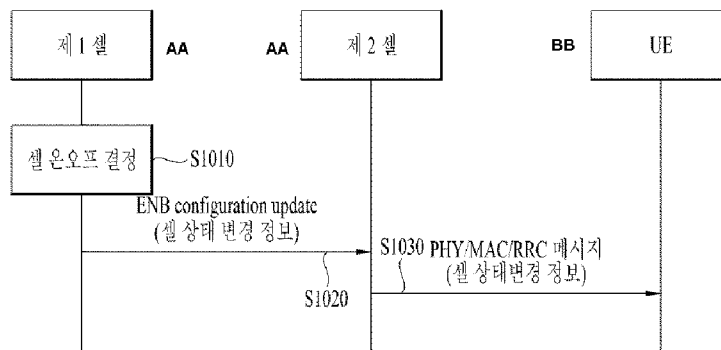 제 1 셀
AA
AA
제 2 셀
BB
UE
셀 온오프 결정
S1010
ENB configuration update
(셀 상태 변경 정보)
S1020
S1030
PHY/MAC/RRC 메시지
(셀 상태변경 정보)